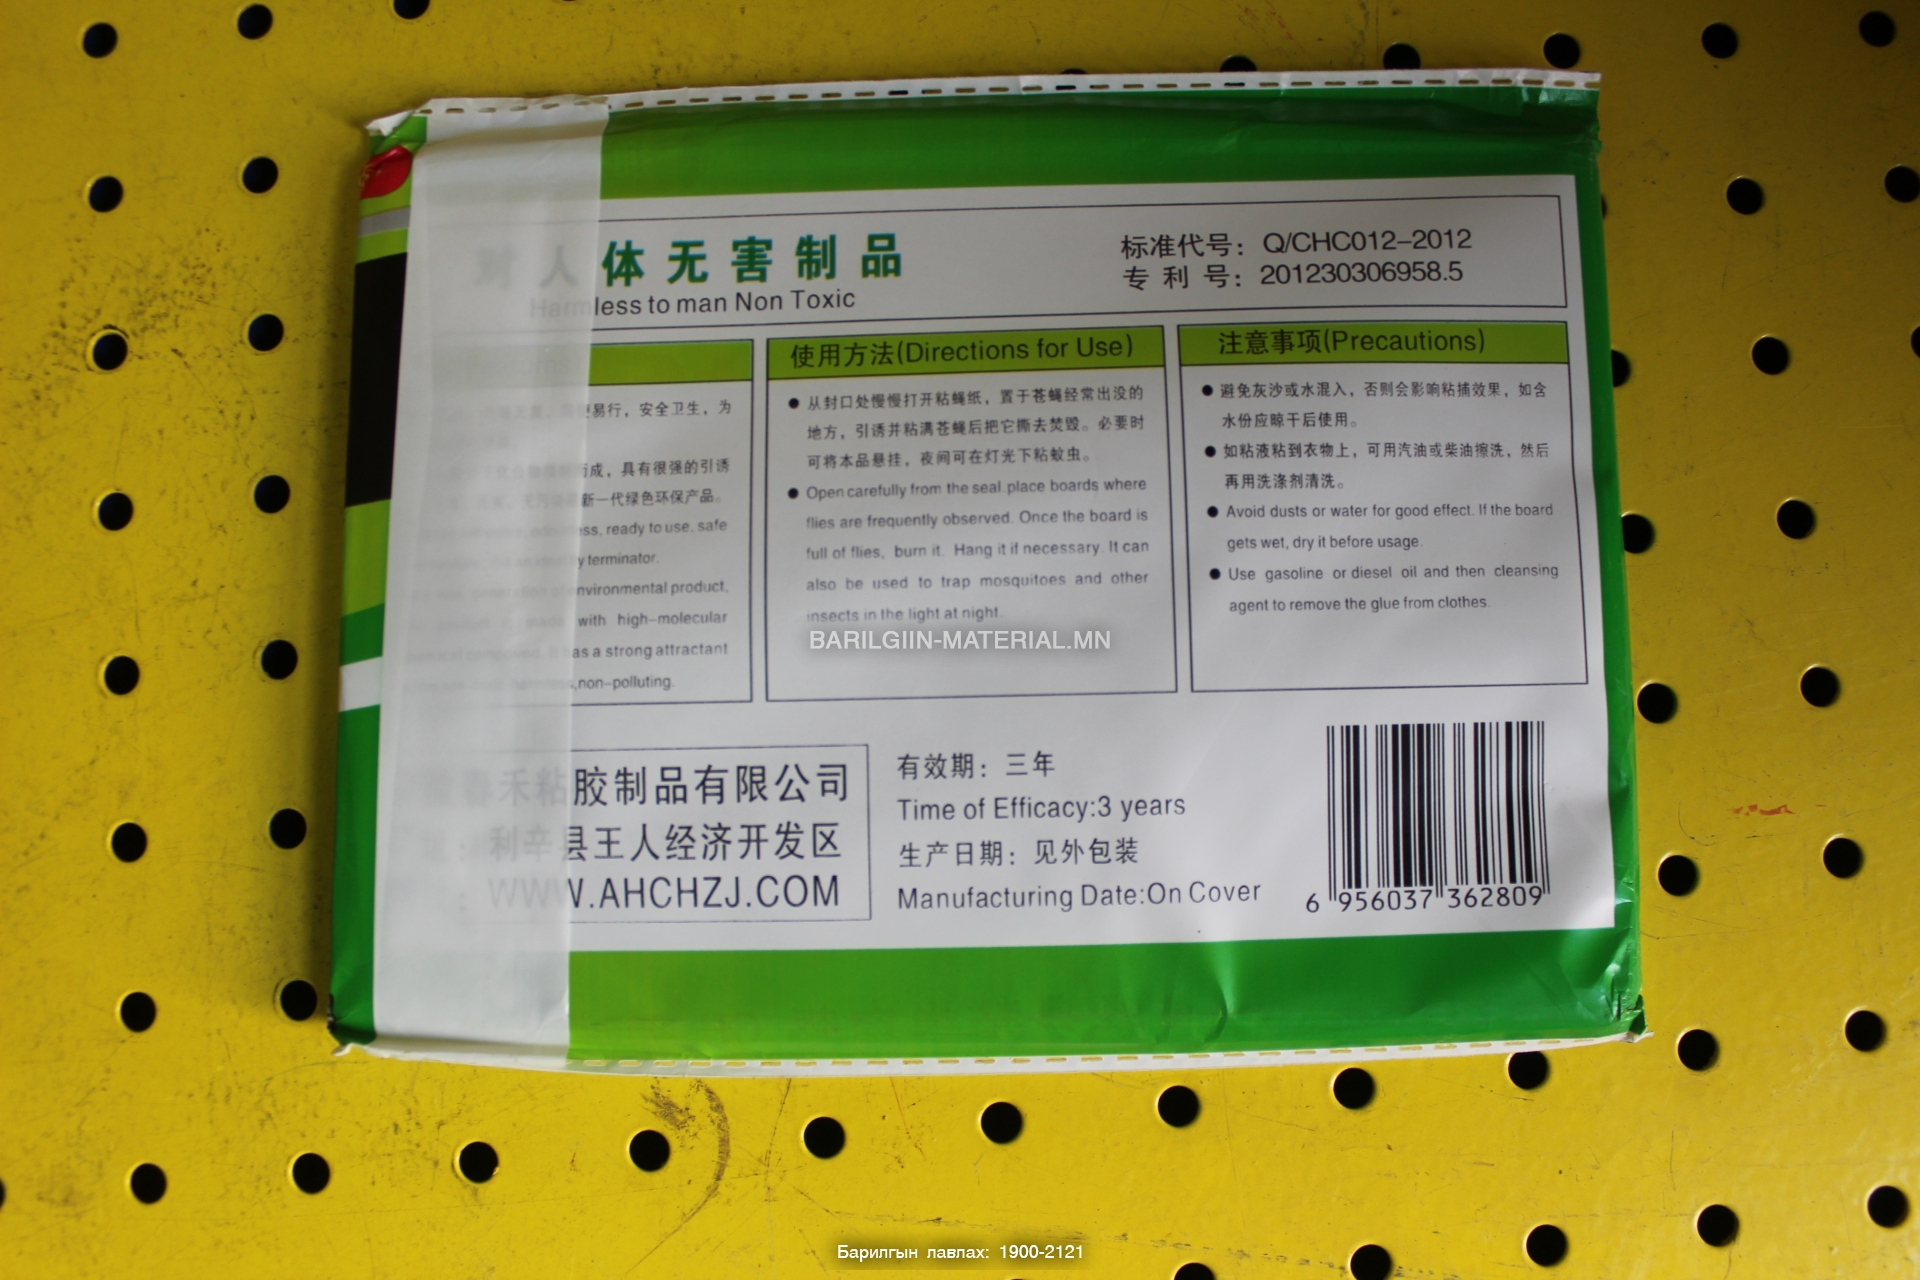 对人体无害制品
Harmless to man Non Toxic
标准代号：Q/CHC012-2012
专利号：201230306958.5
易行，安全卫生，为
而成，具有很强的引诱
新一代绿色环保产品。
ready to use, safe
terminator.
environmental product,
made with high-molecular
compound. It has a strong attractant
harmless,non-polluting.
使用方法(Directions for Use)
●从封口处慢慢打开粘蝇纸，置于苍蝇经常出没的
地方，引诱并粘满苍蝇后把它撕去焚毁。必要时
可将本品悬挂，夜间可在灯光下粘蚊虫。
●Open carefully from the seal.place boards where
flies are frequently observed. Once the board is
full of flies, burn it. Hang it if necessary. It can
also be used to trap mosquitoes and other
insects in the light at night.
注意事项(Precautions)
●避免灰沙或水混入，否则会影响粘捕效果，如含
水份应晾干后使用。
●如粘液粘到衣物上，可用汽油或柴油擦洗，然后
再用洗涤剂清洗。
●Avoid dusts or water for good effect. If the board
gets wet, dry it before usage.
●Use gasoline or diesel oil and then cleansing
agent to remove the glue from clothes.
BARILGIIN-MATERIAL.MN
禾粘胶制品有限公司
利辛县王人经济开发区
WWW.AHCHZJ.COM
有效期：三年
Time of Efficacy:3 years
生产日期：见外包装
Manufacturing Date:On Cover
6 956037 362809
Барилгын лавлах: 1900-2121